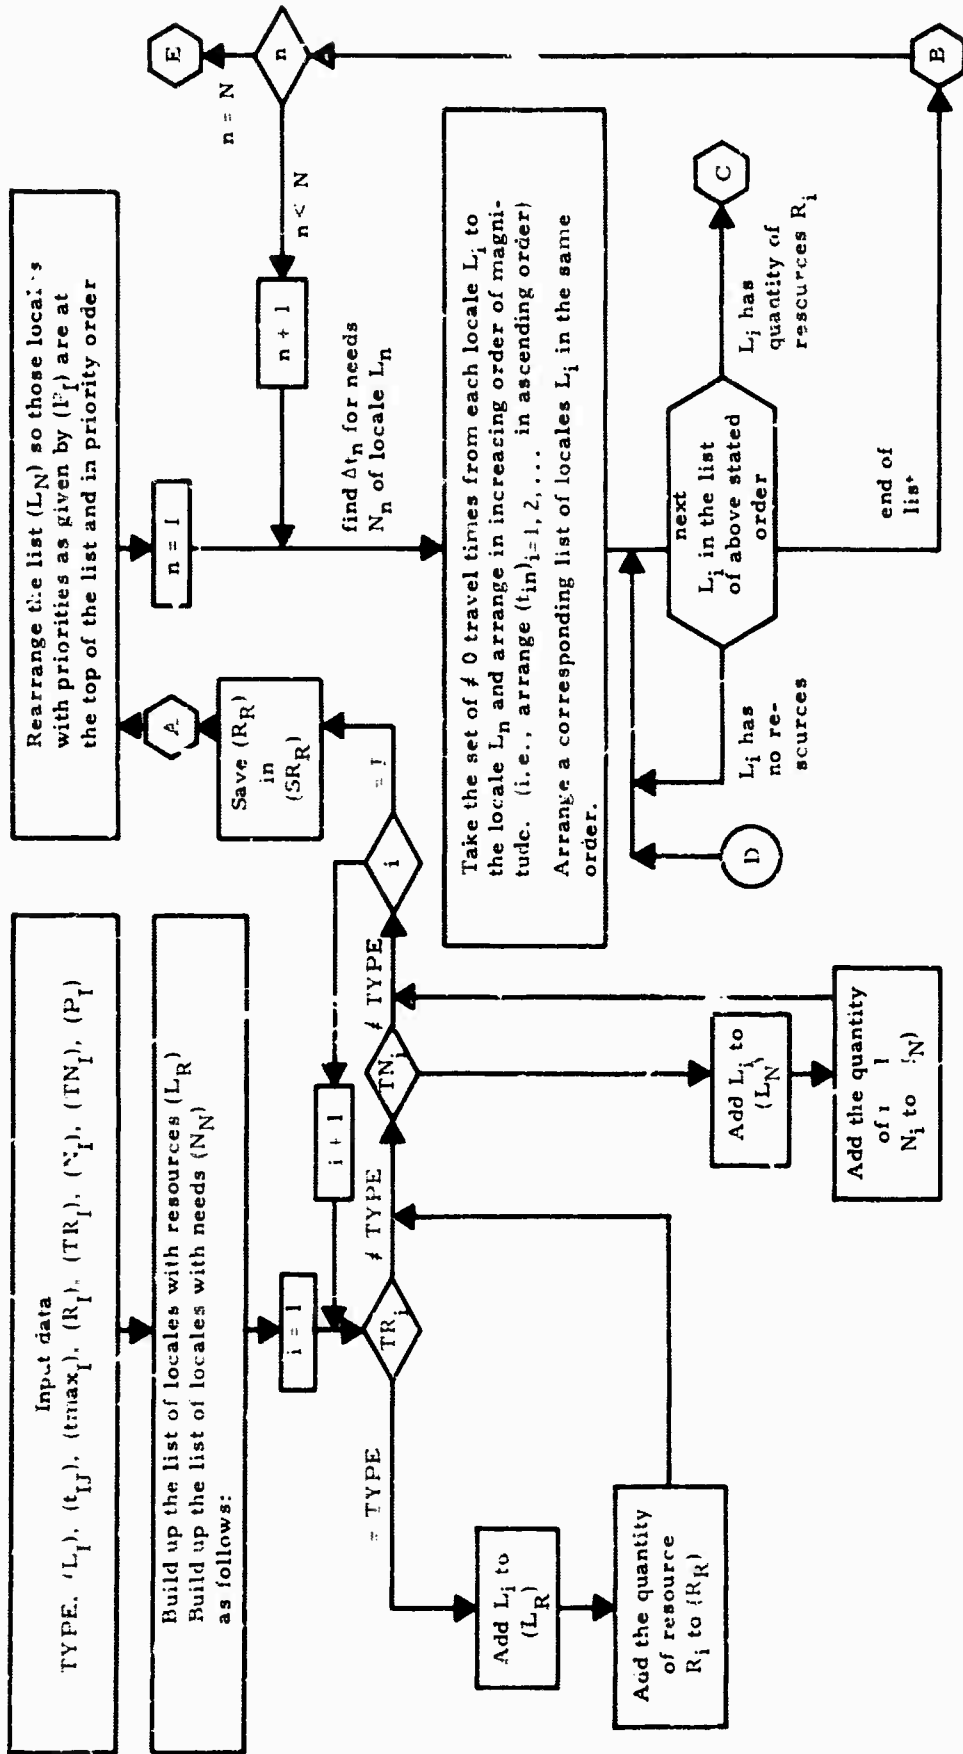 Input data
TYPE, (L_I), (t_IJ), (tmax_I), (R_I), (TR_I), (N_I), (TN_I), (P_I)
Build up the list of locales with resources (L_R)
Build up the list of locales with needs (N_N)
as follows:
i = 1
i + 1
TR_i
= TYPE
≠ TYPE
Add L_i to
(L_R)
Add the quantity
of resource
R_i to (R_R)
TN_i
≠ TYPE
Add L_i to
(L_N)
Add the quantity
of
N_i to
i
= I
Save (R_R)
in
(SR_R)
A
Rearrange the list (L_N) so those locales
with priorities as given by (P_I) are at
the top of the list and in priority order
n = 1
n + 1
n < N
n
n = N
E
find Δt_n for needs
N_n of locale L_n
Take the set of ≠ 0 travel times from each locale L_i to
the locale L_n and arrange in increacing order of magni-
tude. (i.e., arrange (t_in)_i=1, 2, ... in ascending order)
Arrange a corresponding list of locales L_i in the same
order.
D
L_i has
no re-
scurces
next
L_i in the list
of above stated
order
L_i has
quantity of
rescurces R_i
C
end of
list
B